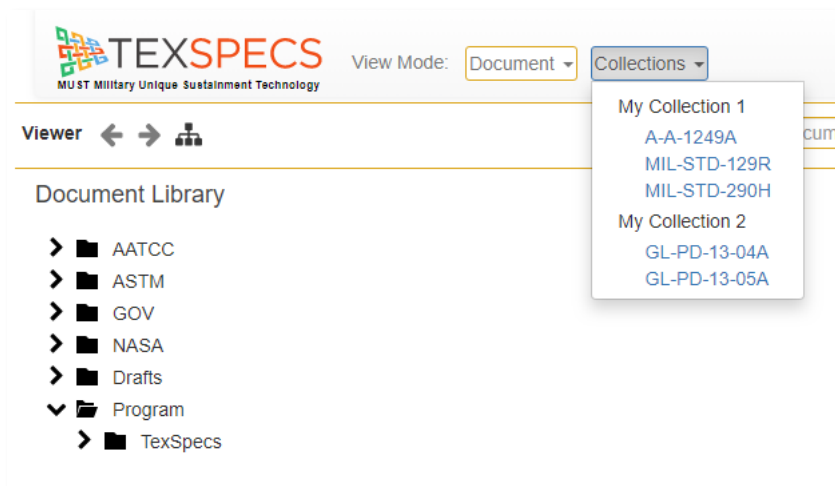 TEXSPECS
MUST Military Unique Sustainment Technology
View Mode: Document Collections
My Collection 1
A-A-1249A
MIL-STD-129R
MIL-STD-290H
My Collection 2
GL-PD-13-04A
GL-PD-13-05A
Viewer
Document Library
AATCC
ASTM
GOV
NASA
Drafts
Program
TexSpecs